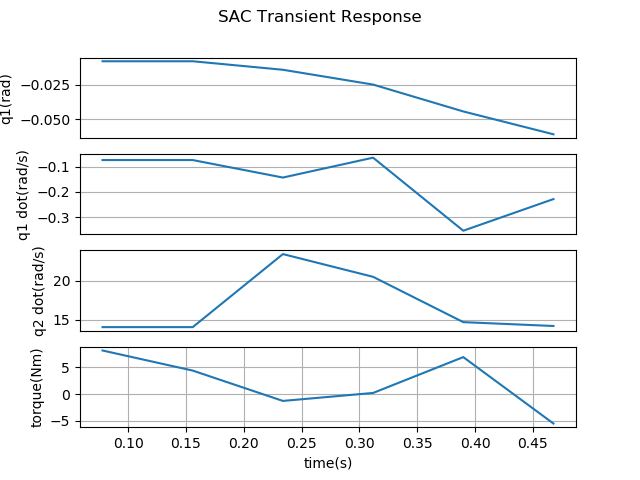 SAC Transient Response
q1(rad)
−0.025
−0.050
q1 dot(rad/s)
−0.1
−0.2
−0.3
q2 dot(rad/s)
20
15
torque(Nm)
5
0
−5
0.10 0.15 0.20 0.25 0.30 0.35 0.40 0.45
time(s)